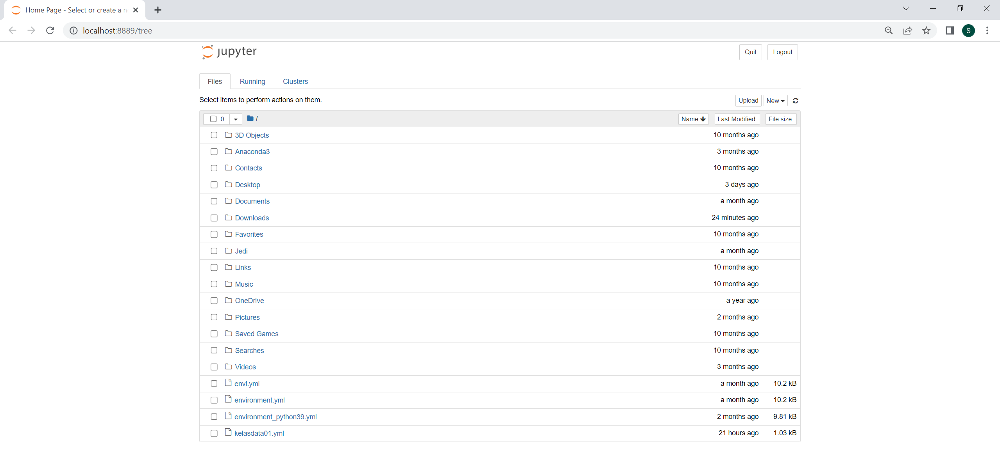 Home Page - Select or create a n
localhost:8889/tree
S
jupyter
Quit Logout
Files Running Clusters
Select items to perform actions on them.
Upload New
0 / Name Last Modified File size
3D Objects 10 months ago
Anaconda3 3 months ago
Contacts 10 months ago
Desktop 3 days ago
Documents a month ago
Downloads 24 minutes ago
Favorites 10 months ago
Jedi a month ago
Links 10 months ago
Music 10 months ago
OneDrive a year ago
Pictures 2 months ago
Saved Games 10 months ago
Searches 10 months ago
Videos 3 months ago
envi.yml a month ago 10.2 kB
environment.yml a month ago 10.2 kB
environment_python39.yml 2 months ago 9.81 kB
kelasdata01.yml 21 hours ago 1.03 kB